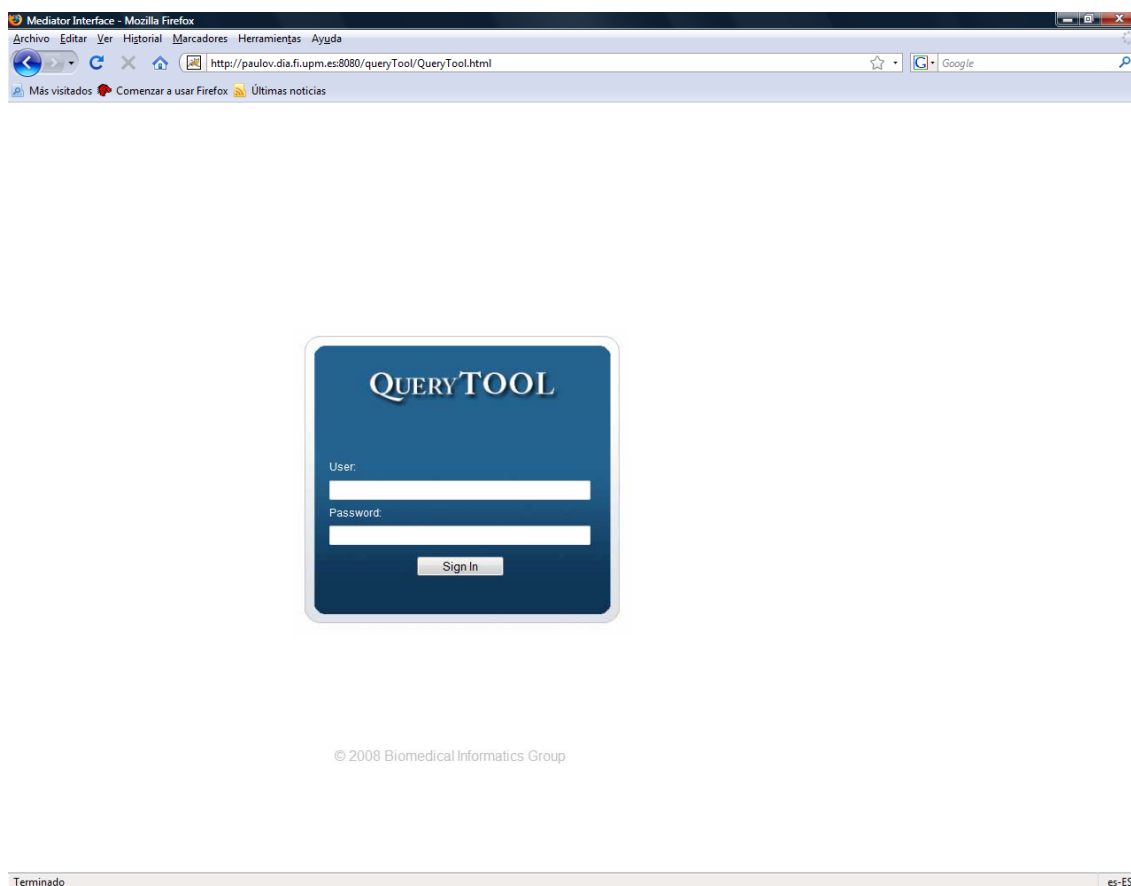 Mediator Interface - Mozilla Firefox
Archivo Editar Ver Historial Marcadores Herramientas Ayuda
http://paulov.dia.fi.upm.es:8080/queryTool/QueryTool.html G Google
Más visitados Comenzar a usar Firefox Últimas noticias
QUERYTOOL
User:
Password:
Sign In
© 2008 Biomedical Informatics Group
Terminado es-ES